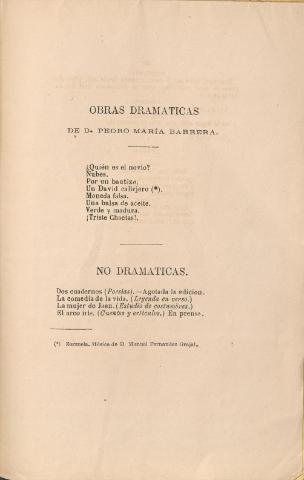 OBRAS DRAMATICAS
DE D. PEDRO MARÍA BARRERA.
¿Quién es el novio?
Nubes.
Por un bautizo.
Un David callejero (*).
Moneda falsa.
Una balsa de aceite.
Verde y madura.
¡Triste Chactas!.
NO DRAMATICAS.
Dos cuadernos (Poesías).—Agotada la edicion.
La comedia de la vida. (Leyenda en verso.)
La mujer de Juan. (Estudio de costumbres.)
El arco iris. (Cuentos y artículos.) En prensa.
(*) Zarzuela. Música de D. Manuel Fernandez Grajal.